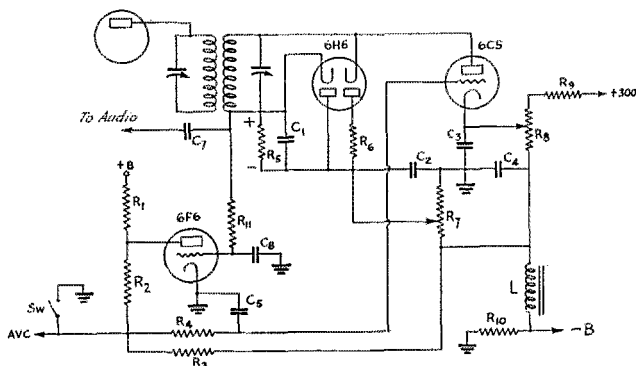 6H6
6C5
R9
+300
To Audio
C7
+
R5
-
C1
R6
C3
R8
C2
C4
+B
R1
6F6
R11
C8
R7
R2
C5
L
Sw
R4
AVC
R3
R10
-B